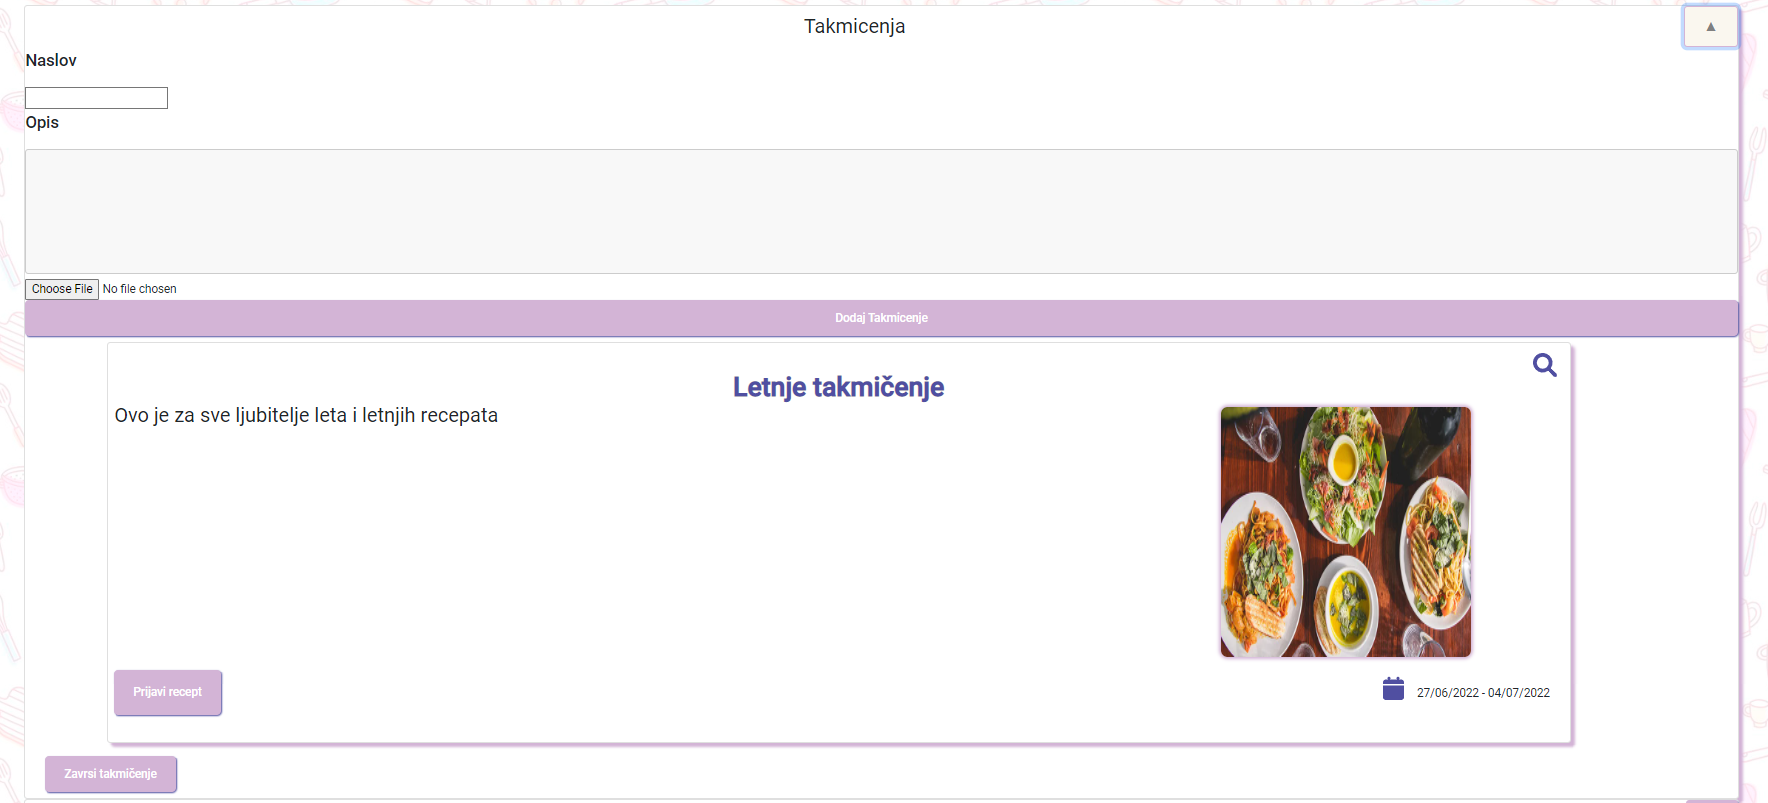 Takmicenja
▲
Naslov
Opis
Choose File No file chosen
Dodaj Takmicenje
Letnje takmičenje
Ovo je za sve ljubitelje leta i letnjih recepata
Prijavi recept
27/06/2022 - 04/07/2022
Zavrsi takmičenje